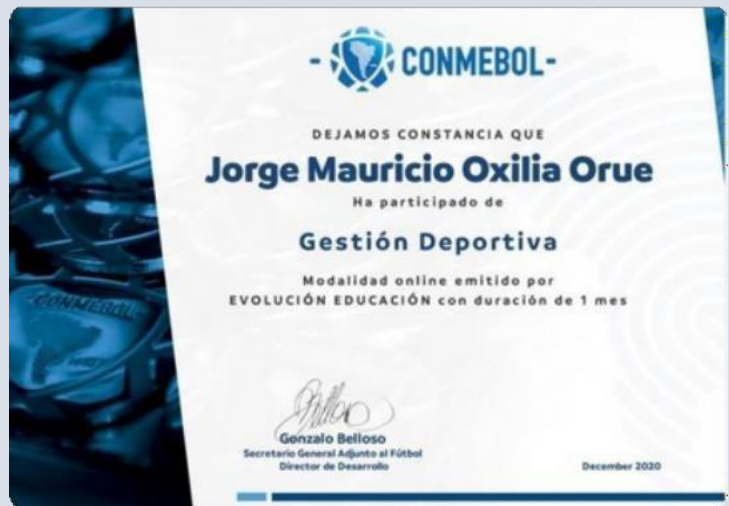 - CONMEBOL-
DEJAMOS CONSTANCIA QUE
Jorge Mauricio Oxilia Orue
Ha participado de
Gestión Deportiva
Modalidad online emitido por
EVOLUCIÓN EDUCACIÓN con duración de 1 mes
Gonzalo Belloso
Secretario General Adjunto al Fútbol
Director de Desarrollo
December 2020
CONMEBOL